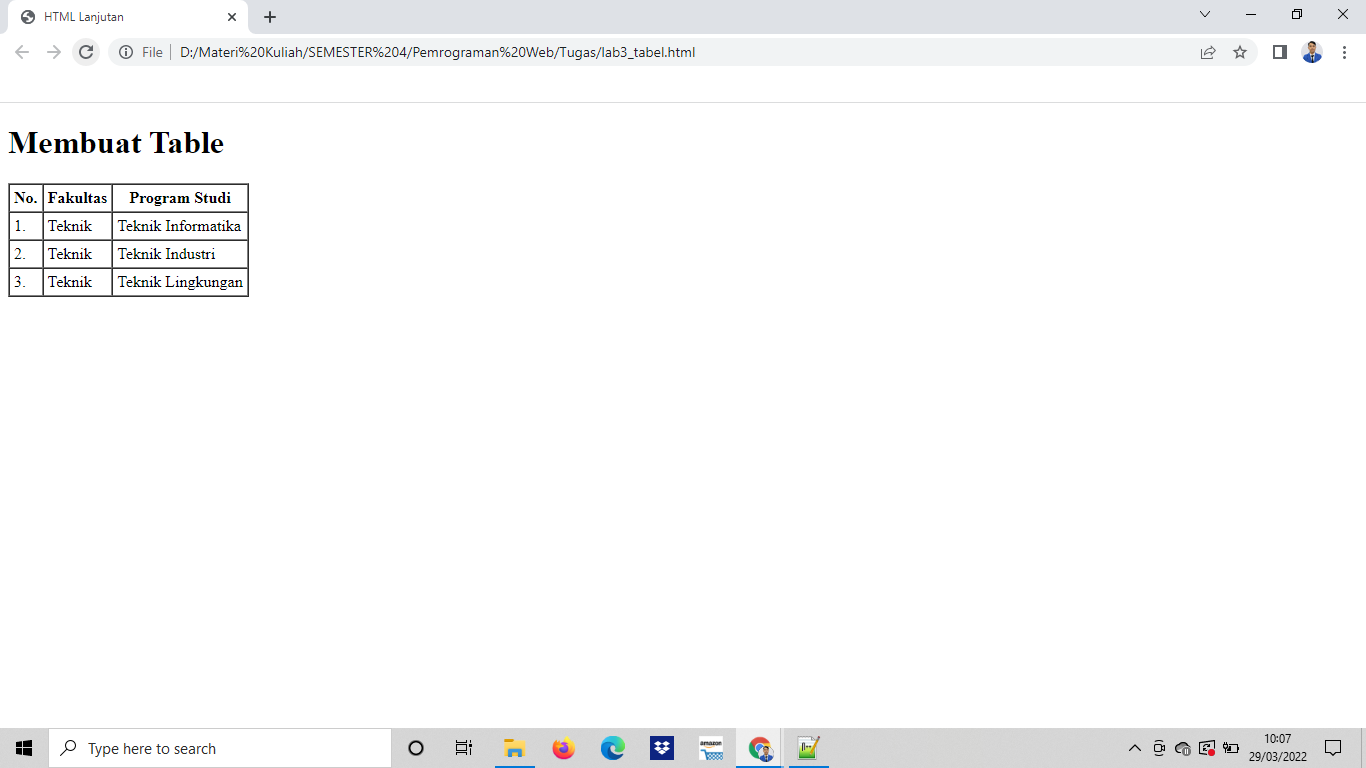 HTML Lanjutan
File | D:/Materi%20Kuliah/SEMESTER%204/Pemrograman%20Web/Tugas/lab3_tabel.html
Membuat Table
No. Fakultas Program Studi
1. Teknik Teknik Informatika
2. Teknik Teknik Industri
3. Teknik Teknik Lingkungan
Type here to search
amazon
10:07
29/03/2022